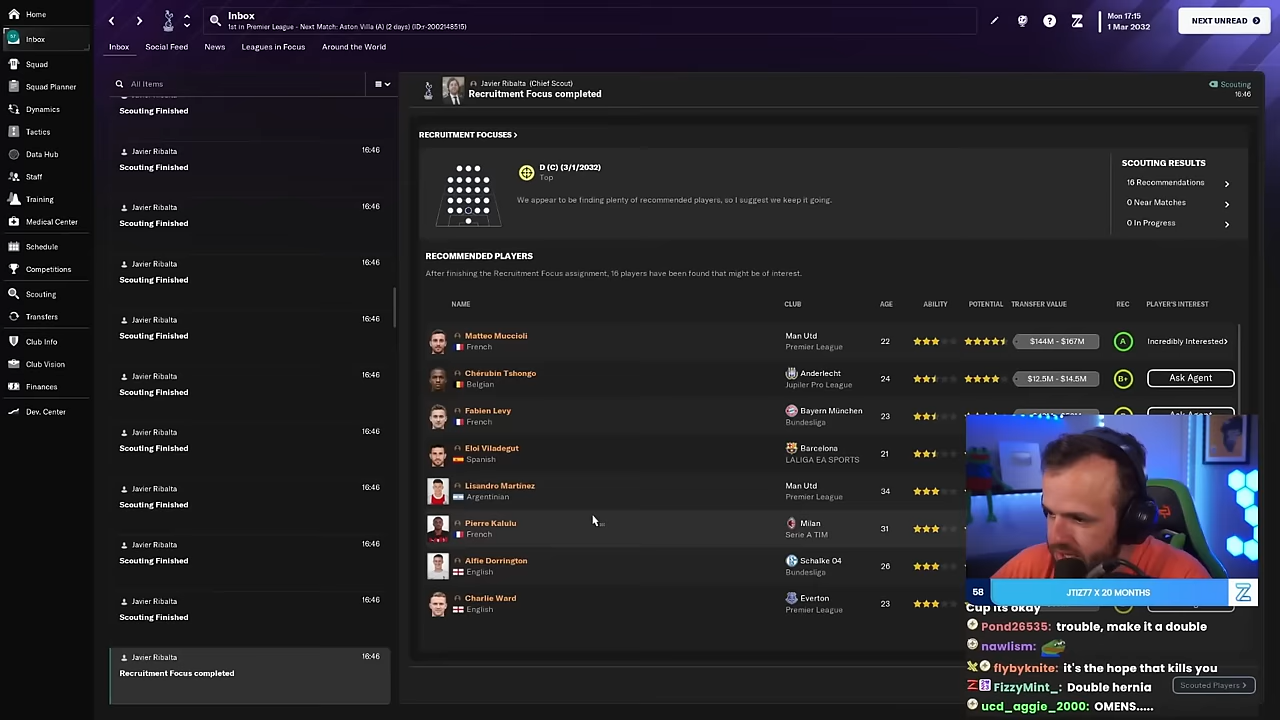 Home
Inbox
Squad
Squad Planner
Dynamics
Tactics
Data Hub
Staff
Training
Medical Center
Schedule
Competitions
Scouting
Transfers
Club Info
Club Vision
Finances
Dev. Center
Inbox
1st in Premier League - Next Match: Aston Villa (A) (2 days) (ID:r-2002148515)
Mon 17:15
1 Mar 2032
NEXT UNREAD
Inbox
Social Feed
News
Leagues in Focus
Around the World
All Items
Scouting Finished
Javier Ribalta 16:46
Scouting Finished
Javier Ribalta 16:46
Scouting Finished
Javier Ribalta 16:46
Scouting Finished
Javier Ribalta 16:46
Scouting Finished
Javier Ribalta 16:46
Scouting Finished
Javier Ribalta 16:46
Scouting Finished
Javier Ribalta 16:46
Scouting Finished
Javier Ribalta 16:46
Scouting Finished
Javier Ribalta 16:46
Scouting Finished
Javier Ribalta 16:46
Recruitment Focus completed
Javier Ribalta (Chief Scout)
Recruitment Focus completed
Scouting
16:46
RECRUITMENT FOCUSES >
D (C) (3/1/2032)
Top
We appear to be finding plenty of recommended players, so I suggest we keep it going.
SCOUTING RESULTS
16 Recommendations
0 Near Matches
0 In Progress
RECOMMENDED PLAYERS
After finishing the Recruitment Focus assignment, 16 players have been found that might be of interest.
NAME CLUB AGE ABILITY POTENTIAL TRANSFER VALUE REC PLAYER'S INTEREST
Matteo Muccioli Man Utd 22 $144M - $167M A Incredibly Interested>
French Premier League
Chérubin Tshongo Anderlecht 24 $12.5M - $14.5M B+ Ask Agent
Belgian Jupiler Pro League
Fabien Levy Bayern München 23
French Bundesliga
Eloi Viladegut Barcelona 21
Spanish LALIGA EA SPORTS
Lisandro Martínez Man Utd 34
Argentinian Premier League
Pierre Kalulu Milan 31
French Serie A TIM
Alfie Dorrington Schalke 04 26
English Bundesliga
Charlie Ward Everton 23
English Premier League
58 JTIZ77 X 20 MONTHS
Cup its okay
Pond26535: trouble, make it a double
nawlism:
flybyknite: it's the hope that kills you
FizzyMint_: Double hernia
ucd_aggie_2000: OMENS.....
Scouted Players >